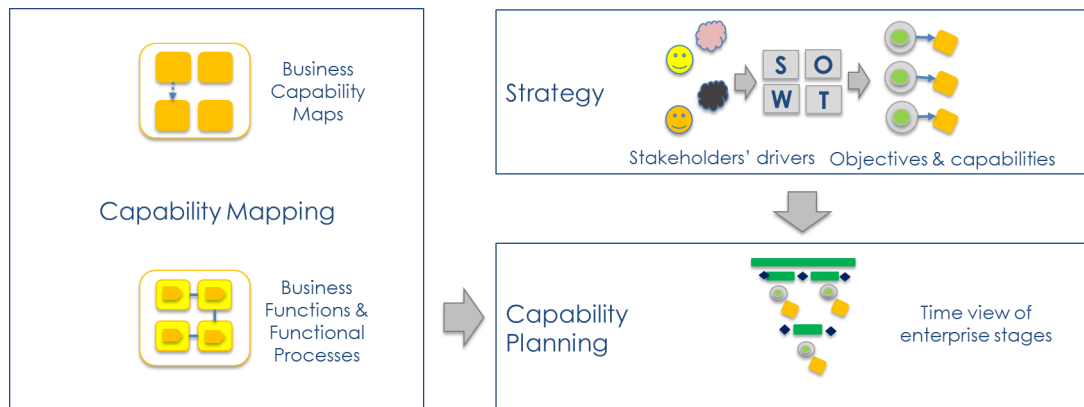 Business
Capability
Maps
Capability Mapping
Business
Functions &
Functional
Processes
Strategy
S O
W T
Stakeholders' drivers
Objectives & capabilities
Capability
Planning
Time view of
enterprise stages